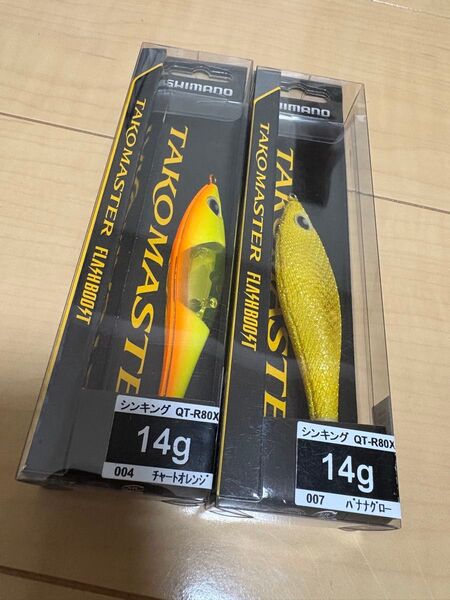 SHIMANO
TAKOMASTER FLASHBOOST
TAKOMASTER
シンキング QT-R80X
14g
004 チャートオレンジ
SHIMANO
TAKOMASTER FLASHBOOST
シンキング QT-R80X
14g
007 バナナグロー